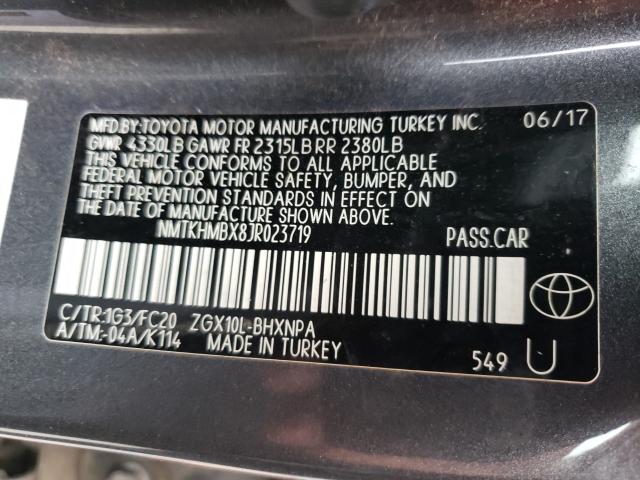 MFD.BY:TOYOTA MOTOR MANUFACTURING TURKEY INC. 06/17
GVWR 4330LB GAWR FR 2315LB RR 2380LB
THIS VEHICLE CONFORMS TO ALL APPLICABLE
FEDERAL MOTOR VEHICLE SAFETY, BUMPER, AND
THEFT PREVENTION STANDARDS IN EFFECT ON
THE DATE OF MANUFACTURE SHOWN ABOVE.
NMTKHMBX8JR023719 PASS.CAR
C/TR:1G3/FC20 ZGX10L-BHXNPA
A/TM:-04A/K114 MADE IN TURKEY
549 U